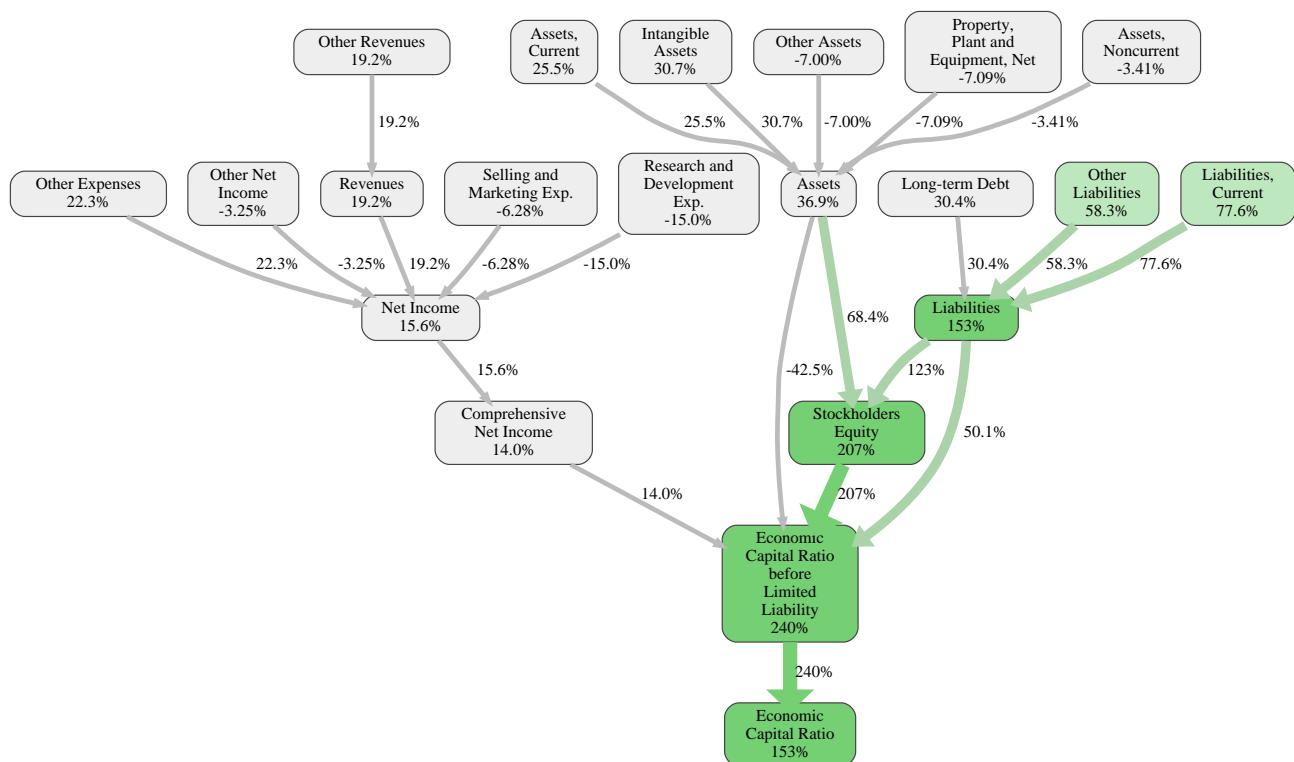 Other Revenues
19.2%
Assets,
Current
25.5%
Intangible
Assets
30.7%
Other Assets
-7.00%
Property,
Plant and
Equipment, Net
-7.09%
Assets,
Noncurrent
-3.41%
19.2%
25.5%
30.7%
-7.00%
-7.09%
-3.41%
Other Expenses
22.3%
Other Net
Income
-3.25%
Revenues
19.2%
Selling and
Marketing Exp.
-6.28%
Research and
Development
Exp.
-15.0%
Assets
36.9%
Long-term Debt
30.4%
Other
Liabilities
58.3%
Liabilities,
Current
77.6%
22.3%
-3.25%
19.2%
-6.28%
-15.0%
30.4%
58.3%
77.6%
Net Income
15.6%
68.4%
Liabilities
153%
15.6%
-42.5%
123%
Comprehensive
Net Income
14.0%
Stockholders
Equity
207%
50.1%
14.0%
207%
Economic
Capital Ratio
before
Limited
Liability
240%
240%
Economic
Capital Ratio
153%